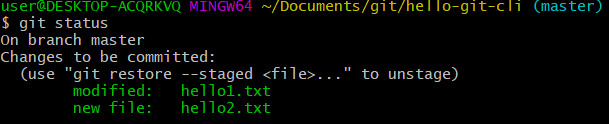 user@DESKTOP-ACQRKVQ MINGW64 ~/Documents/git/hello-git-cli (master)
$ git status
On branch master
Changes to be committed:
  (use "git restore --staged <file>..." to unstage)
        modified:   hello1.txt
        new file:   hello2.txt